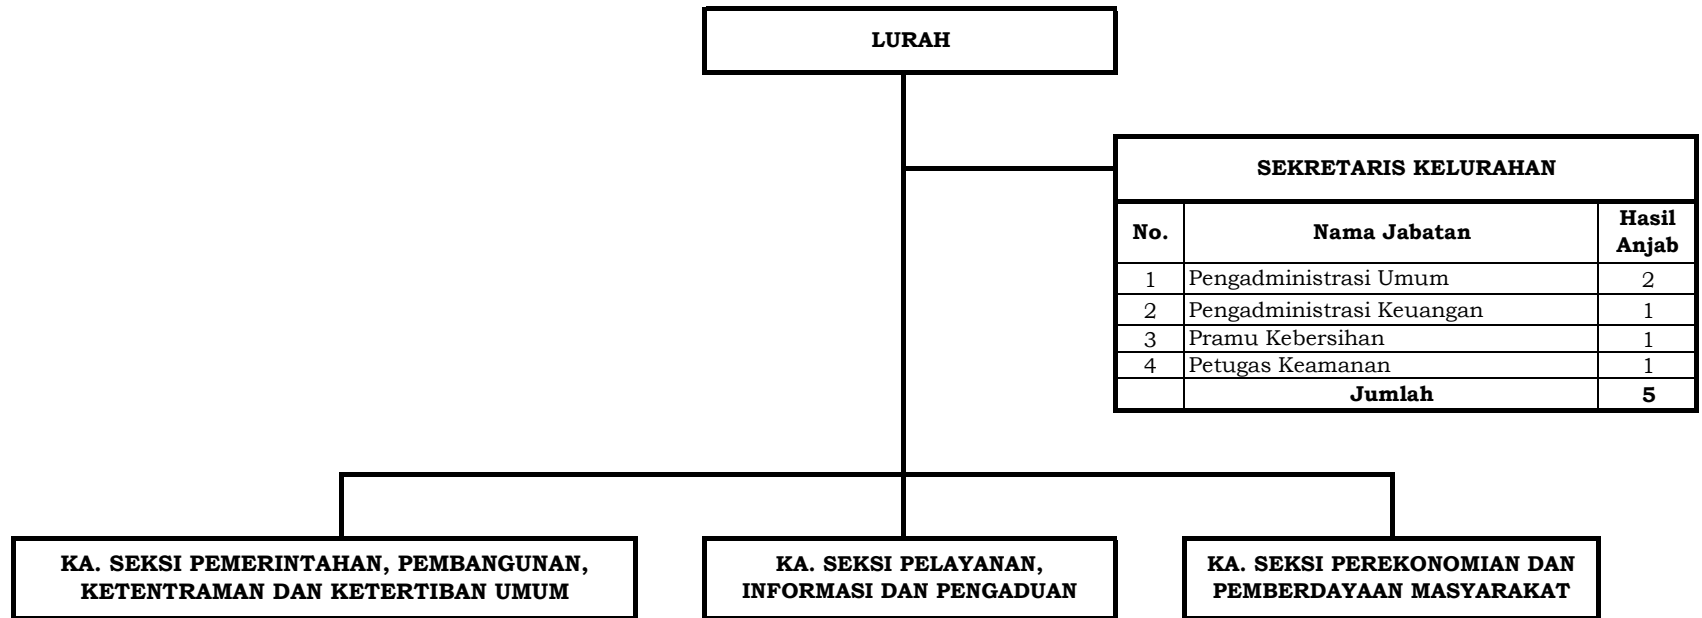 LURAH
SEKRETARIS KELURAHAN
No. Nama Jabatan Hasil Anjab
1 Pengadministrasi Umum 2
2 Pengadministrasi Keuangan 1
3 Pramu Kebersihan 1
4 Petugas Keamanan 1
Jumlah 5
KA. SEKSI PEMERINTAHAN, PEMBANGUNAN,
KETENTRAMAN DAN KETERTIBAN UMUM
KA. SEKSI PELAYANAN,
INFORMASI DAN PENGADUAN
KA. SEKSI PEREKONOMIAN DAN
PEMBERDAYAAN MASYARAKAT